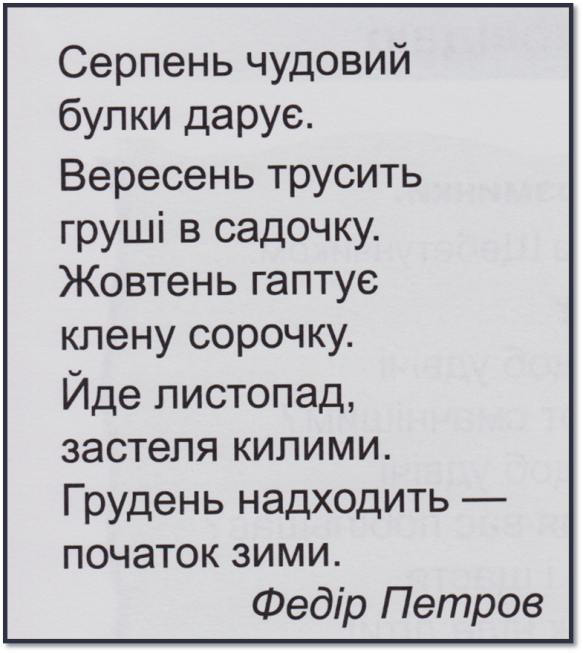 Серпень чудовий
булки дарує.
Вересень трусить
груші в садочку.
Жовтень гаптує
клену сорочку.
Йде листопад,
застеля килими.
Грудень надходить —
початок зими.
Федір Петров